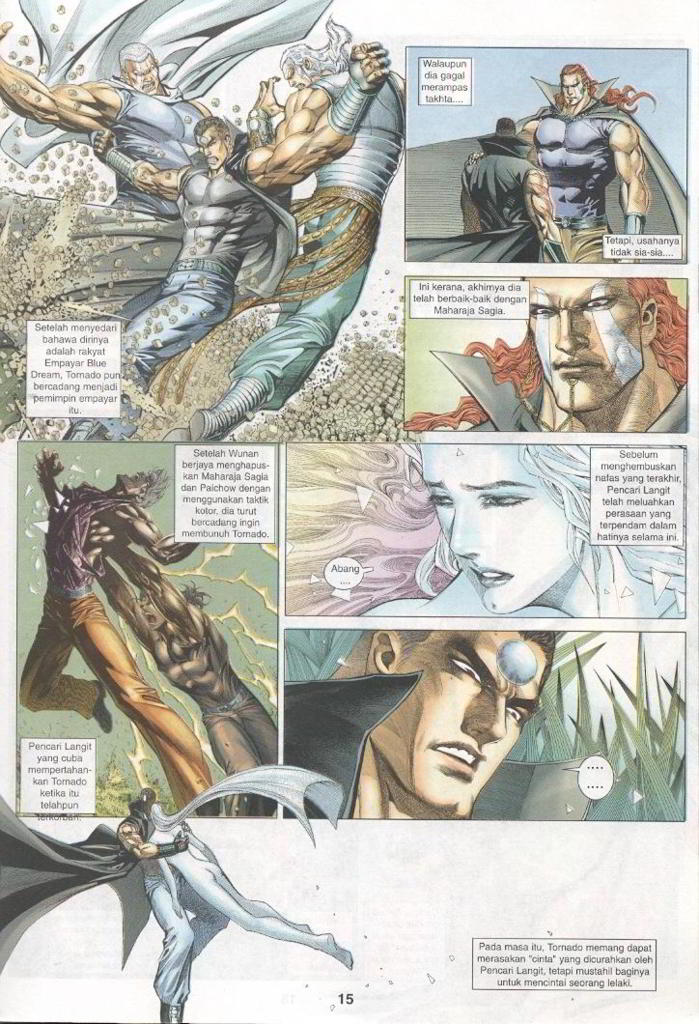 Setelah menyedari
bahawa dirinya
adalah rakyat
Empayar Blue
Dream, Tornado pun
bercadang menjadi
pemimpin empayar
itu.
Walaupun
dia gagal
merampas
takhta....
Tetapi, usahanya
tidak sia-sia....
Ini kerana, akhirnya dia
telah berbaik-baik dengan
Maharaja Sagia.
Setelah Wunan
berjaya menghapus-
kan Maharaja Sagia
dan Paichow dengan
menggunakan taktik
kotor, dia turut
bercadang ingin
membunuh Tornado.
Pencari Langit
yang cuba
mempertahan-
kan Tornado
ketika itu
telahpun
terkorban.
Sebelum
menghembuskan
nafas yang terakhir,
Pencari Langit
telah meluahkan
perasaan yang
terpendam dalam
hatinya selama ini.
Abang
....
....
....
Pada masa itu, Tornado memang dapat
merasakan "cinta" yang dicurahkan oleh
Pencari Langit, tetapi mustahil baginya
untuk mencintai seorang lelaki.
15